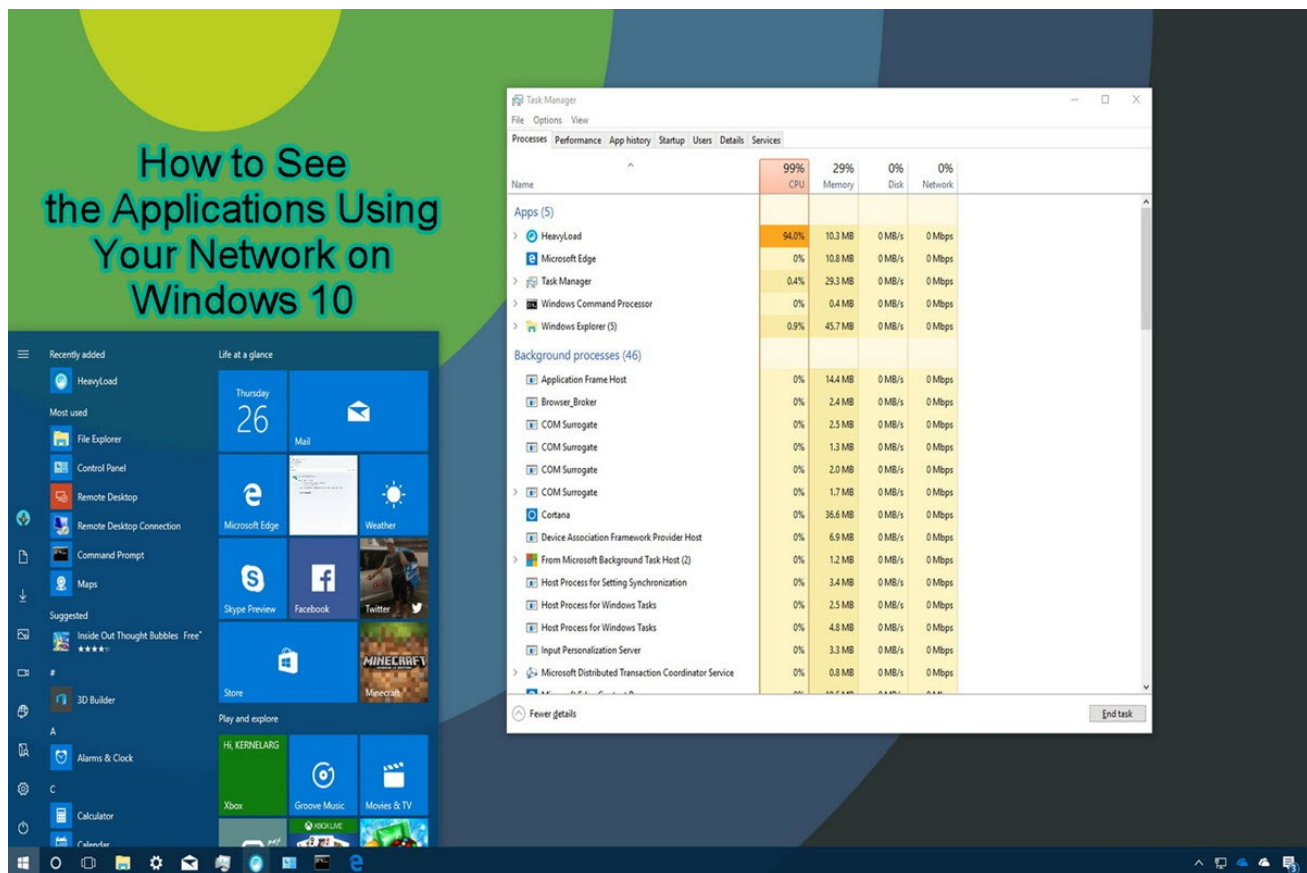 How to See
the Applications Using
Your Network on
Windows 10
Task Manager
File Options View
Processes Performance App history Startup Users Details Services
99% 29% 0% 0%
Name CPU Memory Disk Network
Apps (5)
HeavyLoad 94.0% 10.3 MB 0 MB/s 0 Mbps
Microsoft Edge 0% 10.8 MB 0 MB/s 0 Mbps
Task Manager 0.4% 29.3 MB 0 MB/s 0 Mbps
Windows Command Processor 0% 0.4 MB 0 MB/s 0 Mbps
Windows Explorer (5) 0.9% 45.7 MB 0 MB/s 0 Mbps
Background processes (46)
Application Frame Host 0% 14.4 MB 0 MB/s 0 Mbps
Browser_Broker 0% 2.4 MB 0 MB/s 0 Mbps
COM Surrogate 0% 2.5 MB 0 MB/s 0 Mbps
COM Surrogate 0% 1.3 MB 0 MB/s 0 Mbps
COM Surrogate 0% 2.0 MB 0 MB/s 0 Mbps
COM Surrogate 0% 1.7 MB 0 MB/s 0 Mbps
Cortana 0% 36.6 MB 0 MB/s 0 Mbps
Device Association Framework Provider Host 0% 6.9 MB 0 MB/s 0 Mbps
From Microsoft Background Task Host (2) 0% 1.2 MB 0 MB/s 0 Mbps
Host Process for Setting Synchronization 0% 3.4 MB 0 MB/s 0 Mbps
Host Process for Windows Tasks 0% 2.5 MB 0 MB/s 0 Mbps
Host Process for Windows Tasks 0% 4.8 MB 0 MB/s 0 Mbps
Input Personalization Server 0% 3.3 MB 0 MB/s 0 Mbps
Microsoft Distributed Transaction Coordinator Service 0% 0.8 MB 0 MB/s 0 Mbps
Fewer details
End task
Recently added
HeavyLoad
Most used
File Explorer
Control Panel
Remote Desktop
Remote Desktop Connection
Command Prompt
Maps
Suggested
Inside Out Thought Bubbles Free*
#
3D Builder
A
Alarms & Clock
C
Calculator
Calendar
Life at a glance
Thursday
26
Mail
Microsoft Edge
Weather
Skype Preview
Facebook
Twitter
Store
MINECRAFT
Minecraft
Play and explore
Hi, KERNELARG
Xbox
Groove Music
Movies & TV
XBOX LIVE